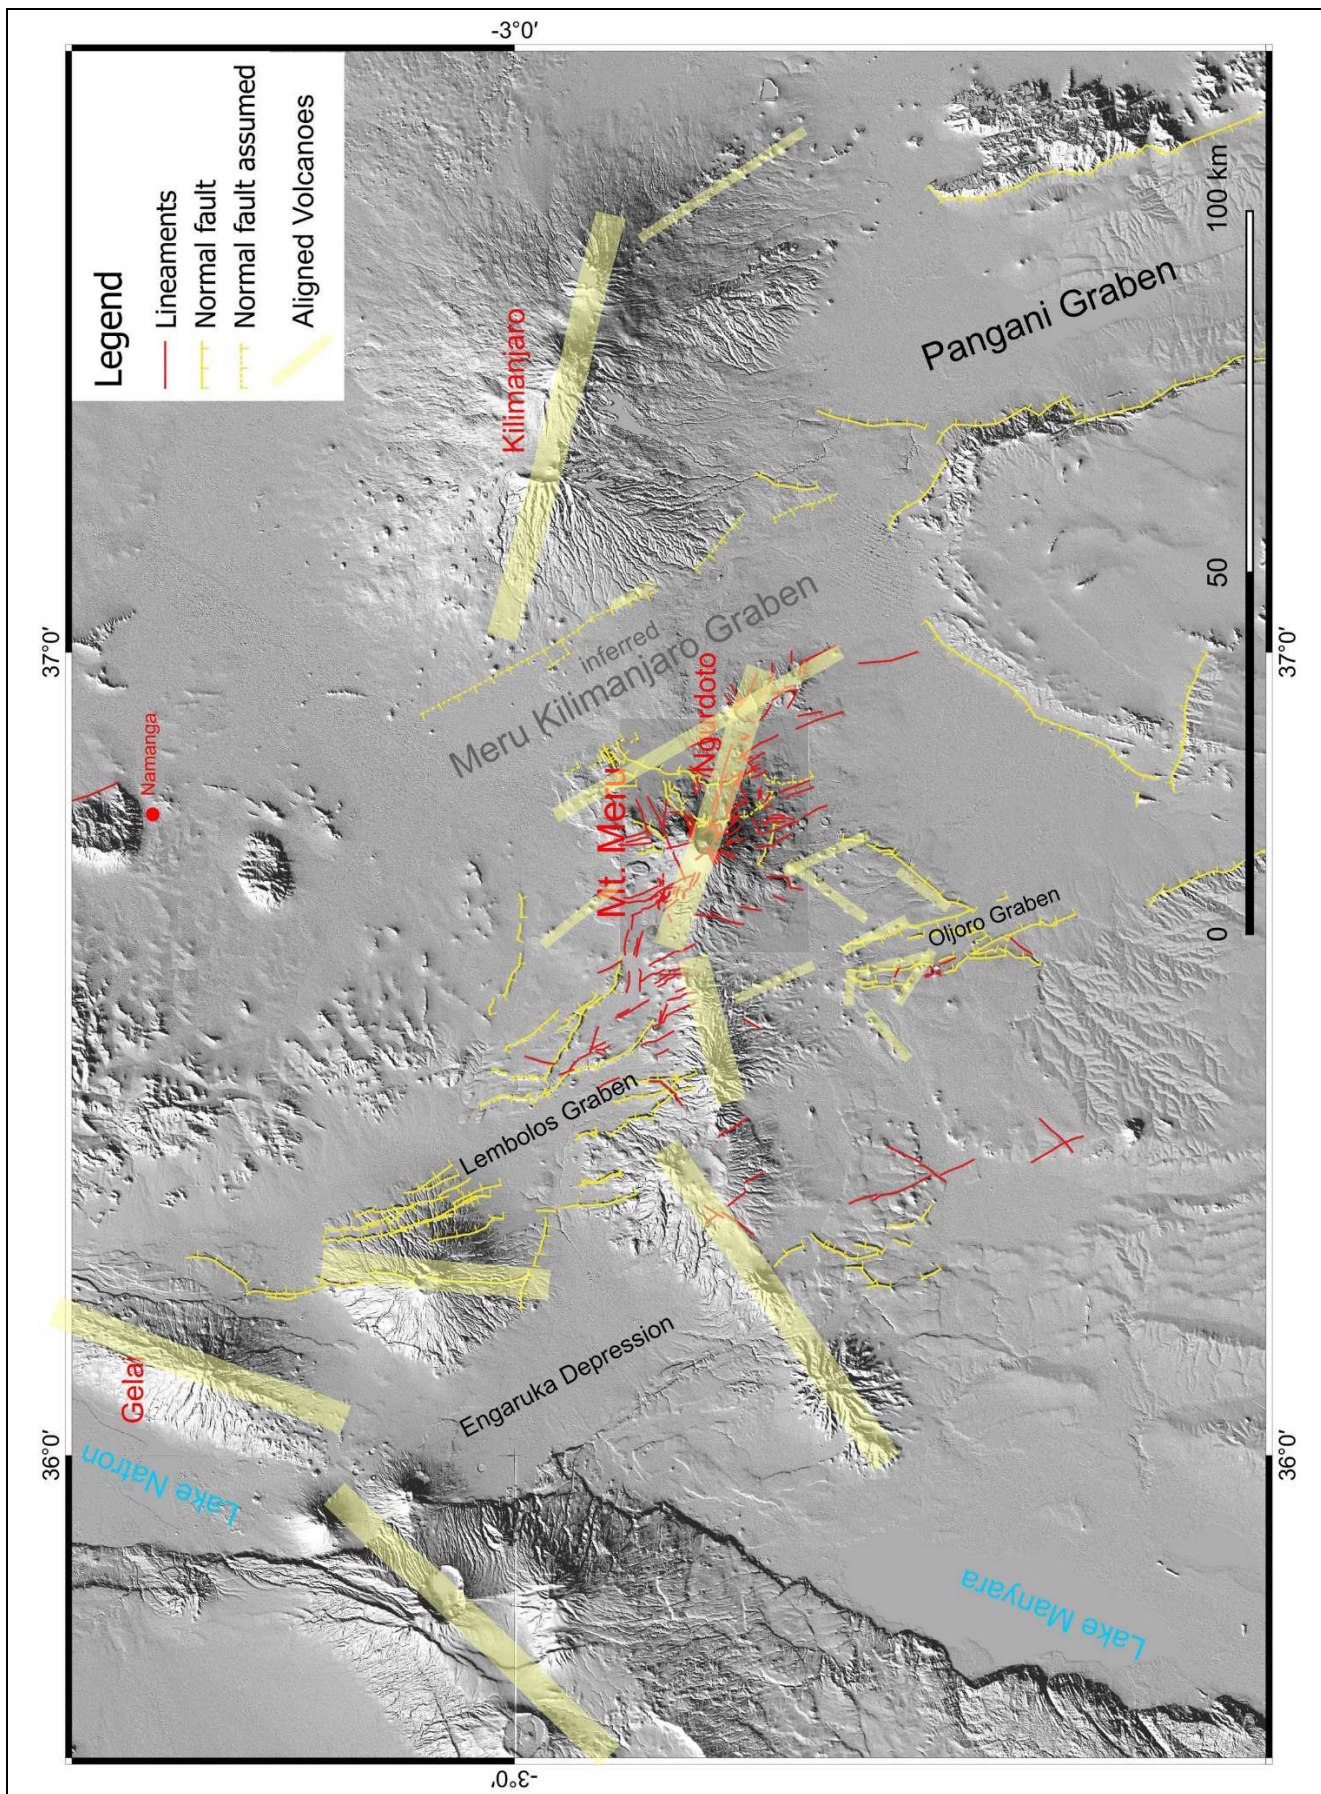 -3°0'
Legend
Lineaments
Normal fault
Normal fault assumed
Aligned Volcanoes
Namanga
Kilimanjaro
37°0'
inferred
Meru Kilimanjaro Graben
Ngurdoto
Mt. Meru
Pangani Graben
Oljoro Graben
Lembolos Graben
Engaruka Depression
Gelai
Lake Natron
Lake Manyara
36°0'
0
50
100 km
37°0'
36°0'
-3°0'